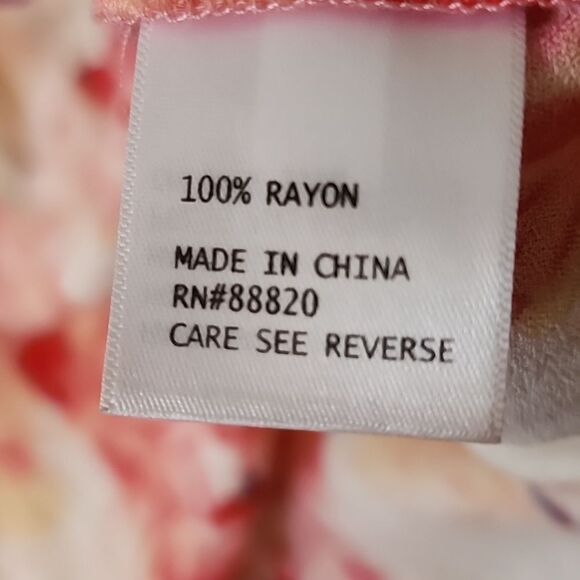 100% RAYON
MADE IN CHINA
RN#88820
CARE SEE REVERSE